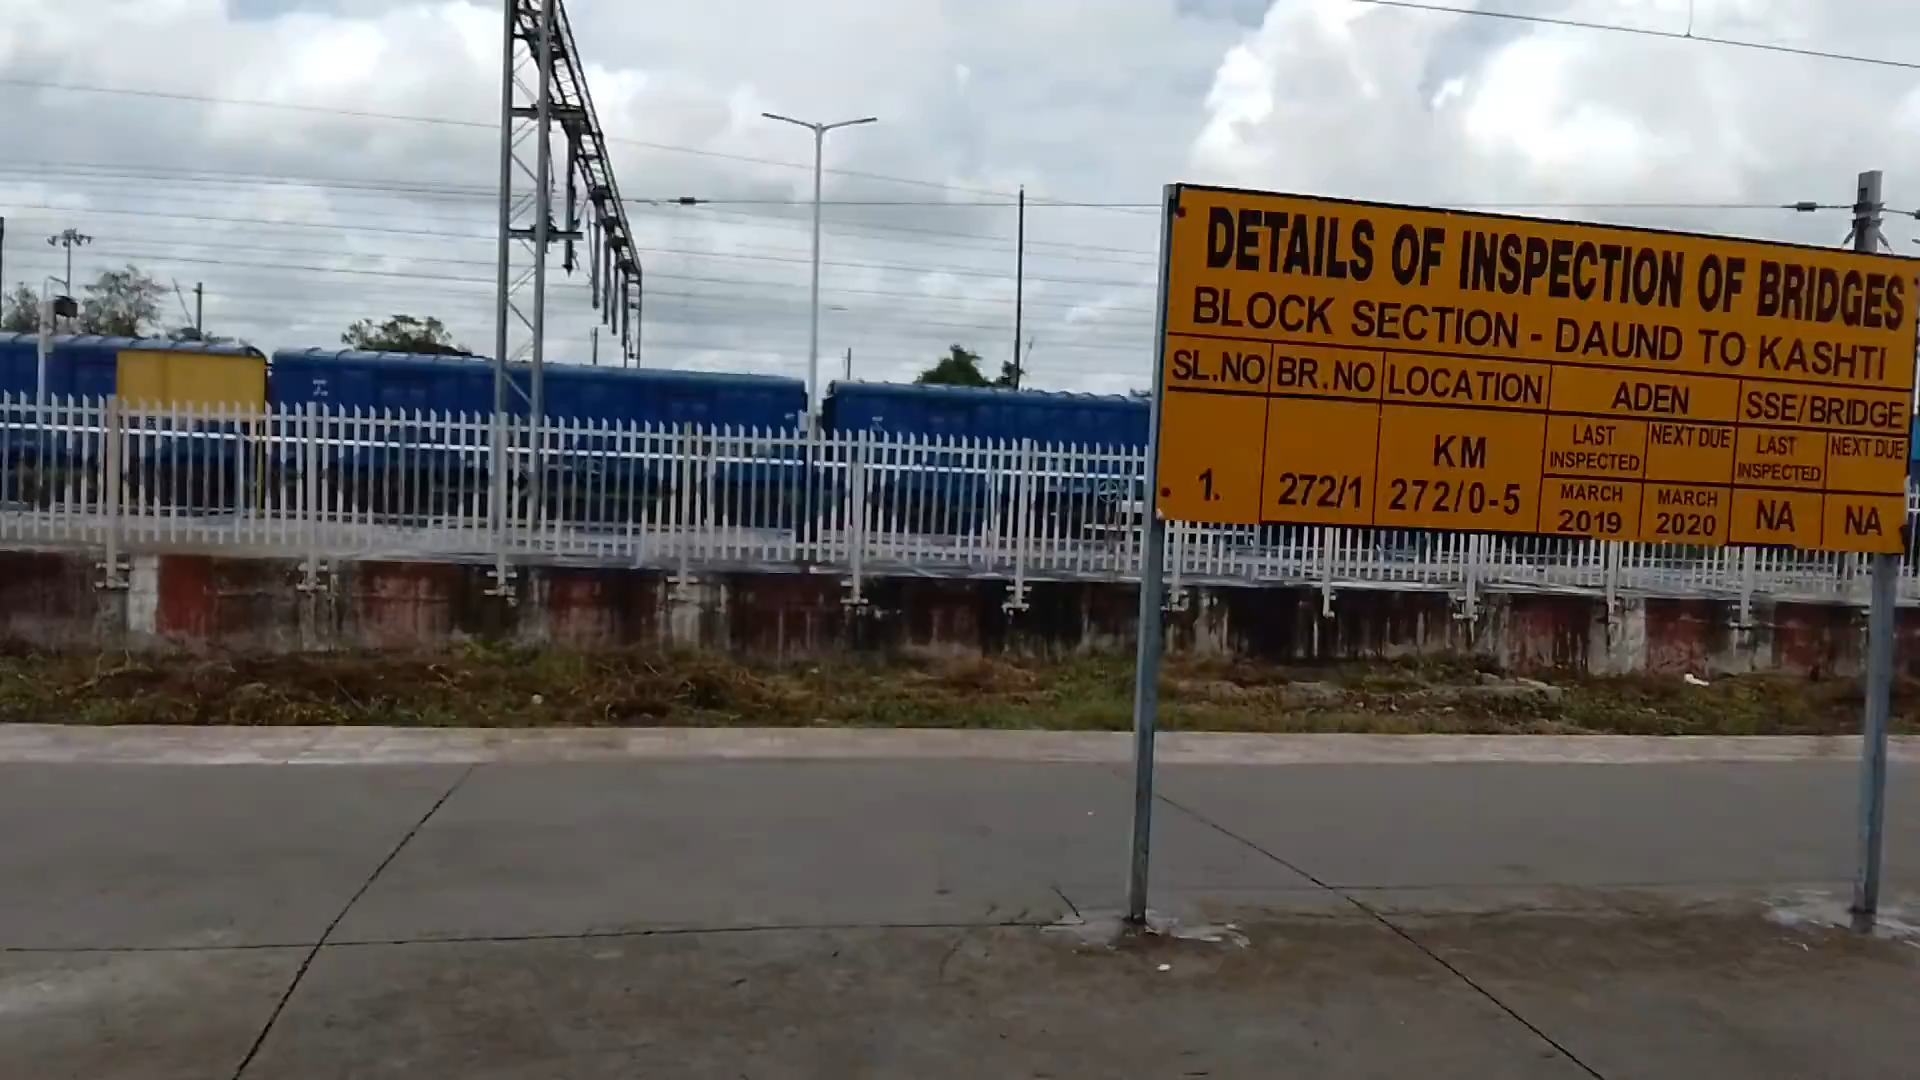 DETAILS OF INSPECTION OF BRIDGES
BLOCK SECTION - DAUND TO KASHTI
SL.NO BR.NO LOCATION ADEN SSE/BRIDGE
LAST INSPECTED NEXT DUE LAST INSPECTED NEXT DUE
1. 272/1 KM 272/0-5 MARCH 2019 MARCH 2020 NA NA